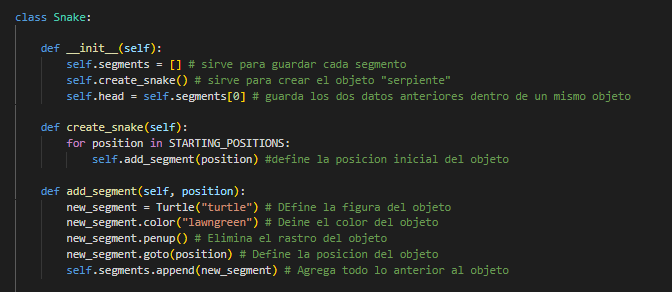 class Snake:
def __init__(self):
self.segments = [] # sirve para guardar cada segmento
self.create_snake() # sirve para crear el objeto "serpiente"
self.head = self.segments[0] # guarda los dos datos anteriores dentro de un mismo objeto
def create_snake(self):
for position in STARTING_POSITIONS:
self.add_segment(position) #define la posicion inicial del objeto
def add_segment(self, position):
new_segment = Turtle("turtle") # DEfine la figura del objeto
new_segment.color("lawngreen") # Deine el color del objeto
new_segment.penup() # Elimina el rastro del objeto
new_segment.goto(position) # Define la posicion del objeto
self.segments.append(new_segment) # Agrega todo lo anterior al objeto